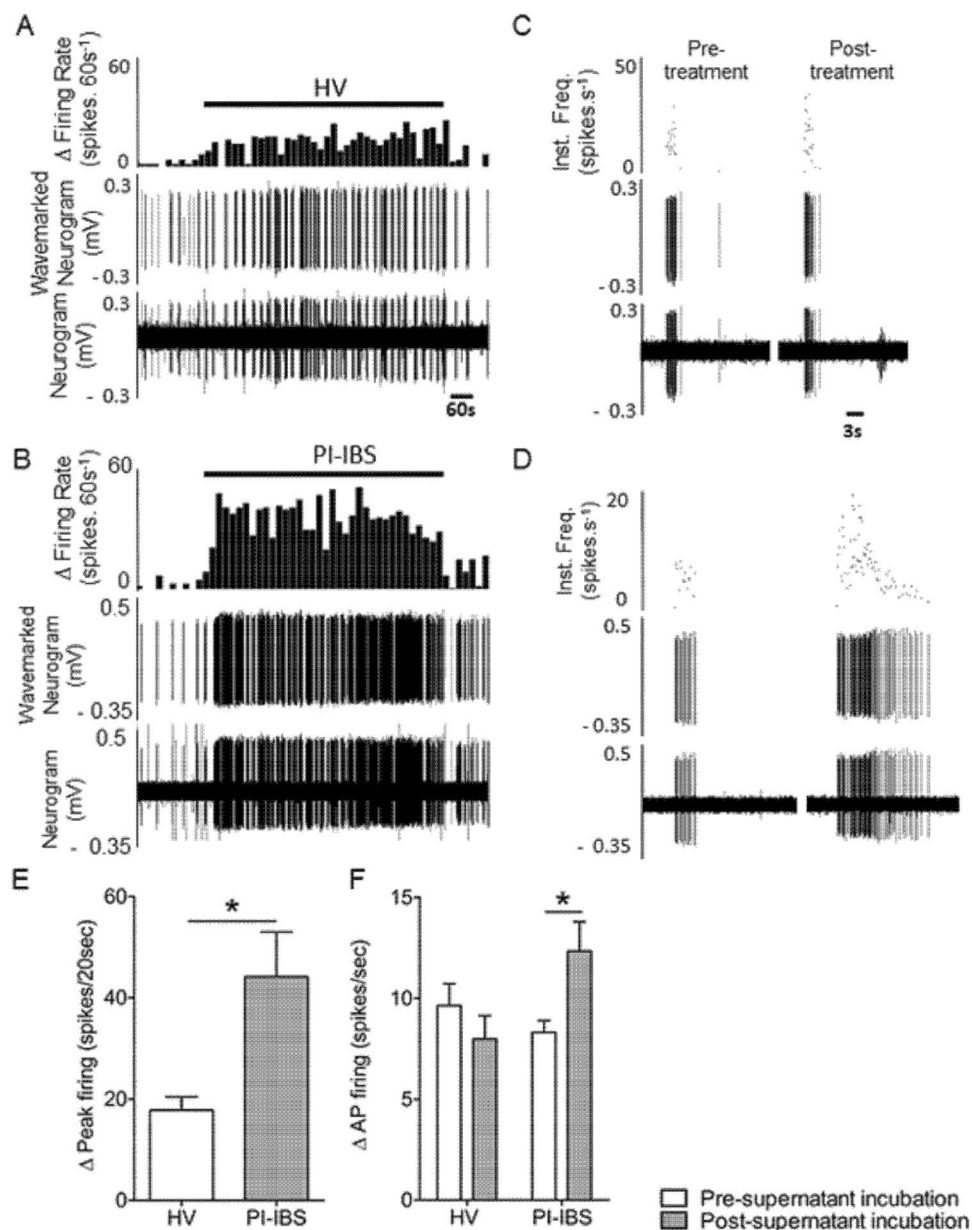 A
Δ Firing Rate
(spikes. 60s⁻¹)
60
0
HV
Wavemarked
Neurogram
(mV)
0.3
- 0.3
Neurogram
(mV)
0.3
- 0.3
60s
B
Δ Firing Rate
(spikes. 60s⁻¹)
60
0
PI-IBS
Wavemarked
Neurogram
(mV)
0.5
- 0.35
Neurogram
(mV)
0.5
- 0.35
C
Pre-
treatment
Post-
treatment
Inst. Freq.
(spikes.s⁻¹)
50
0
0.3
- 0.3
0.3
- 0.3
3s
D
Inst. Freq.
(spikes.s⁻¹)
20
0
0.5
- 0.35
0.5
- 0.35
E
Δ Peak firing (spikes/20sec)
60
40
20
0
*
HV
PI-IBS
F
Δ AP firing (spikes/sec)
15
10
5
0
*
HV
PI-IBS
Pre-supernatant incubation
Post-supernatant incubation